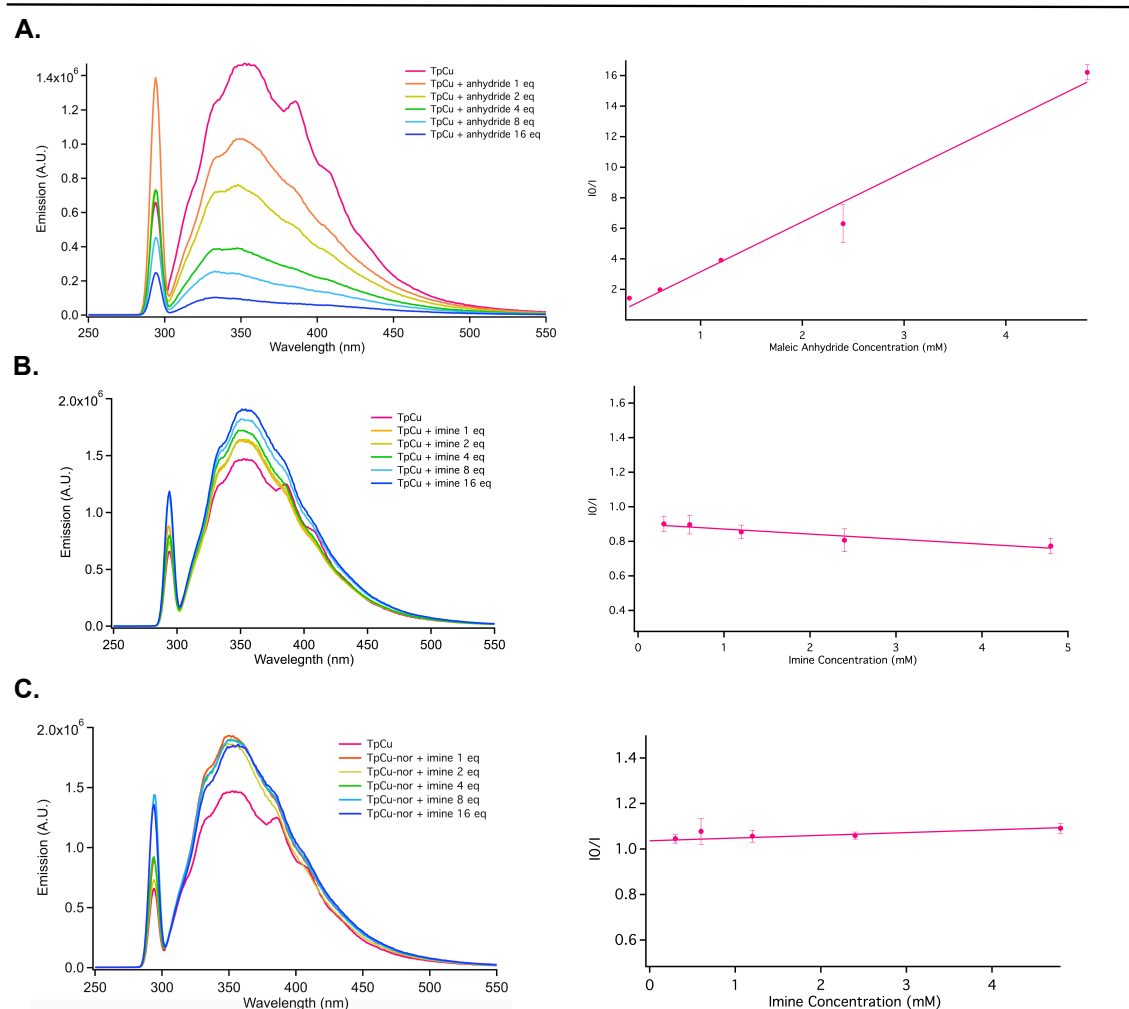 A.
1.4x10⁶
1.2
1.0
0.8
0.6
0.4
0.2
0.0
250
300
350
400
450
500
550
Wavelength (nm)
Emission (A.U.)
TpCu
TpCu + anhydride 1 eq
TpCu + anhydride 2 eq
TpCu + anhydride 4 eq
TpCu + anhydride 8 eq
TpCu + anhydride 16 eq
16
14
12
10
8
6
4
2
I0/I
1
2
3
4
Maleic Anhydride Concentration (mM)
B.
2.0x10⁶
1.5
1.0
0.5
0.0
250
300
350
400
450
500
550
Wavelegnth (nm)
Emission (A.U.)
TpCu
TpCu + imine 1 eq
TpCu + imine 2 eq
TpCu + imine 4 eq
TpCu + imine 8 eq
TpCu + imine 16 eq
1.6
1.4
1.2
1.0
0.8
0.6
0.4
I0/I
0
1
2
3
4
5
Imine Concentration (mM)
C.
2.0x10⁶
1.5
1.0
0.5
0.0
250
300
350
400
450
500
550
Wavelength (nm)
Emission (A.U.)
TpCu
TpCu-nor + imine 1 eq
TpCu-nor + imine 2 eq
TpCu-nor + imine 4 eq
TpCu-nor + imine 8 eq
TpCu-nor + imine 16 eq
1.4
1.2
1.0
0.8
0.6
I0/I
0
1
2
3
4
Imine Concentration (mM)